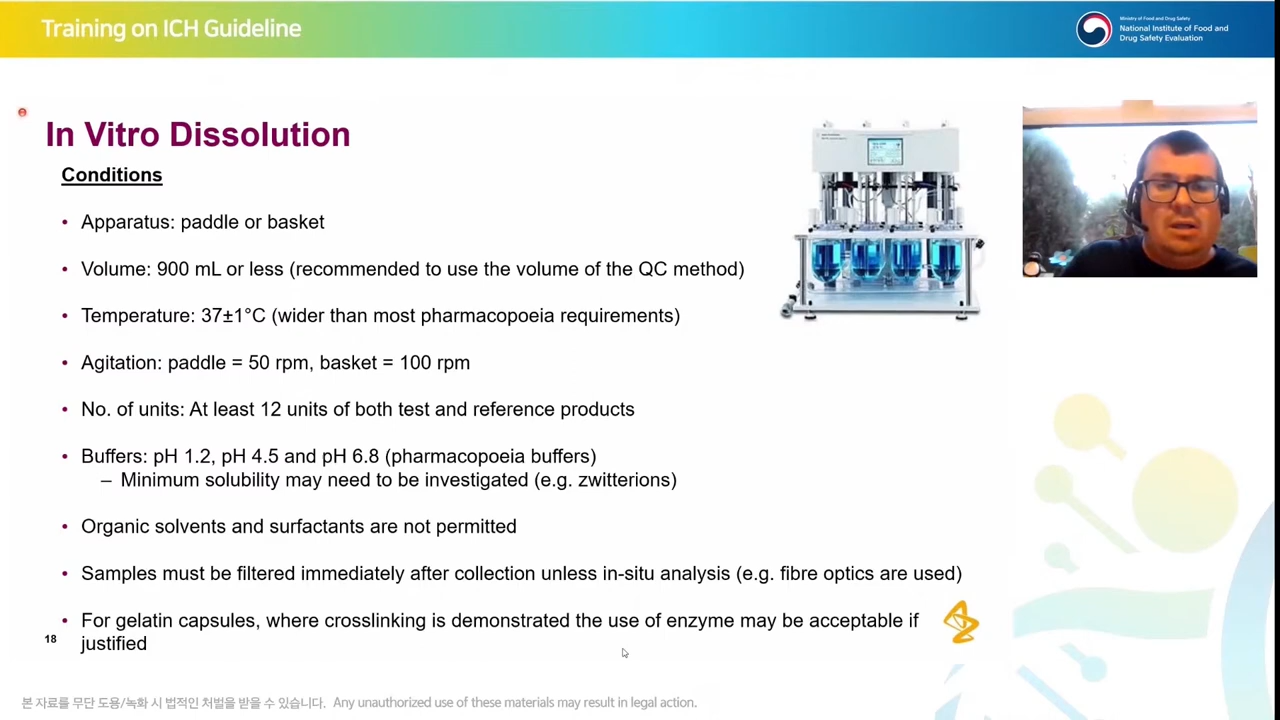 Training on ICH Guideline
Ministry of Food and Drug Safety
National Institute of Food and
Drug Safety Evaluation
In Vitro Dissolution
Conditions
• Apparatus: paddle or basket
• Volume: 900 mL or less (recommended to use the volume of the QC method)
• Temperature: 37±1°C (wider than most pharmacopoeia requirements)
• Agitation: paddle = 50 rpm, basket = 100 rpm
• No. of units: At least 12 units of both test and reference products
• Buffers: pH 1.2, pH 4.5 and pH 6.8 (pharmacopoeia buffers)
– Minimum solubility may need to be investigated (e.g. zwitterions)
• Organic solvents and surfactants are not permitted
• Samples must be filtered immediately after collection unless in-situ analysis (e.g. fibre optics are used)
• For gelatin capsules, where crosslinking is demonstrated the use of enzyme may be acceptable if
justified
18
본 자료를 무단 도용/녹화 시 법적인 처벌을 받을 수 있습니다. Any unauthorized use of these materials may result in legal action.